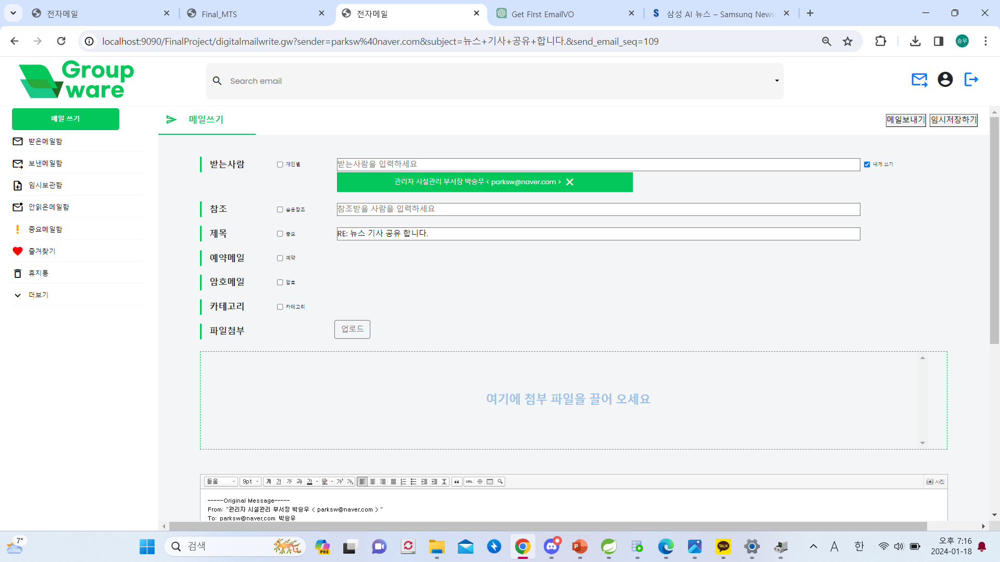 전자메일
Final_MTS
전자메일
Get First EmailVO
삼성 AI 뉴스 – Samsung News
localhost:9090/FinalProject/digitalmailwrite.gw?sender=parksw%40naver.com&subject=뉴스+기사+공유+합니다.&send_email_seq=109
승우
Group
ware
Search email
메일 쓰기
받은메일함
보낸메일함
임시보관함
안읽은메일함
중요메일함
즐겨찾기
휴지통
더보기
메일쓰기
메일보내기 임시저장하기
받는사람 개인별 받는사람을 입력하세요 내게 쓰기
관리자 시설관리 부서장 박승우 < parksw@naver.com >
참조 숨은참조 참조받을 사람을 입력하세요
제목 중요 RE: 뉴스 기사 공유 합니다.
예약메일 예약
암호메일 암호
카테고리 카테고리
파일첨부 업로드
여기에 첨부 파일을 끌어 오세요
돋움 9pt 가 가 가 가 가 가¹ 가₁ URL 사진
-----Original Message-----
From: "관리자 시설관리 부서장 박승우 < parksw@naver.com > "
To: parksw@naver.com 박승우
7°
검색
PRE
TALK
A 한
오후 7:16
2024-01-18